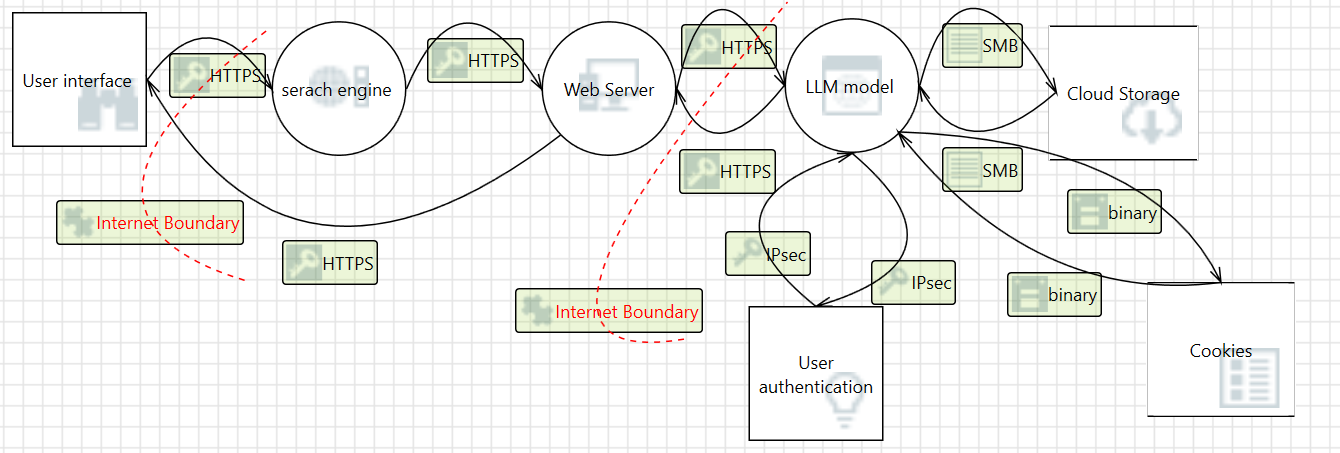 User interface
HTTPS
serach engine
HTTPS
Web Server
HTTPS
LLM model
SMB
Cloud Storage
HTTPS
SMB
binary
Internet Boundary
HTTPS
IPsec
IPsec
binary
Internet Boundary
User
authentication
Cookies